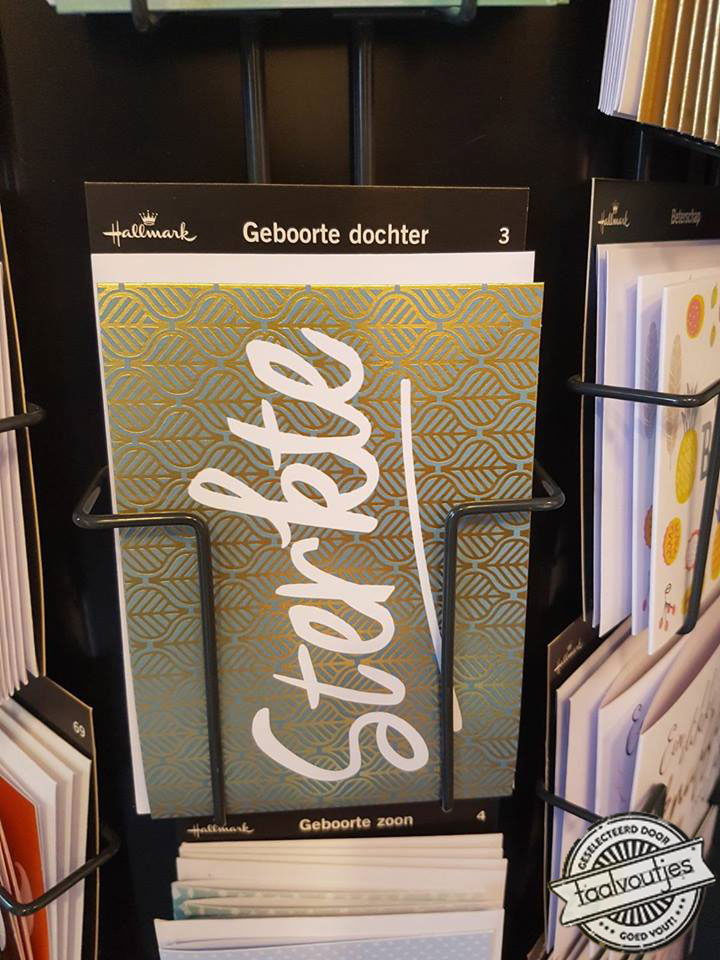 Hallmark
Geboorte dochter
3
Hallmark
Beterschap
Sterkte
69
Hallmark
Geboorte zoon
4
GESELECTEERD DOOR
taalvoutjes
GOED VOUT!